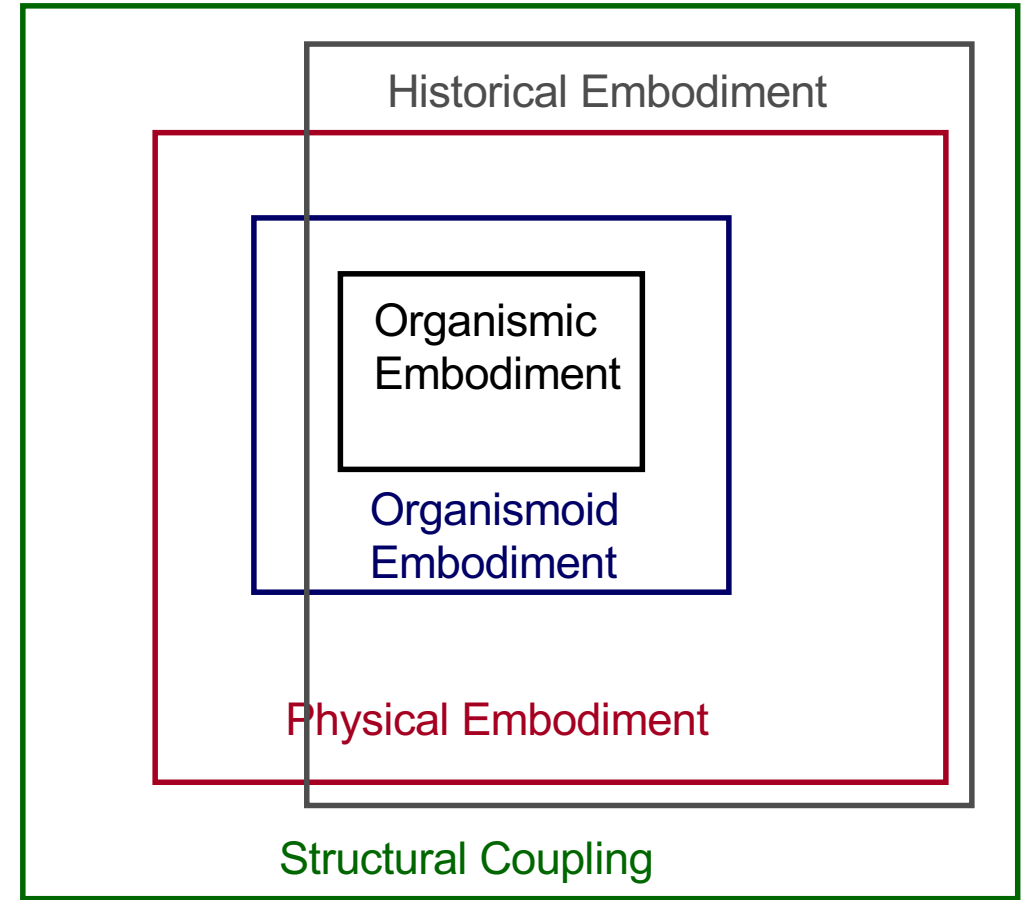 Historical Embodiment
Organismic
Embodiment
Organismoid
Embodiment
Physical Embodiment
Structural Coupling